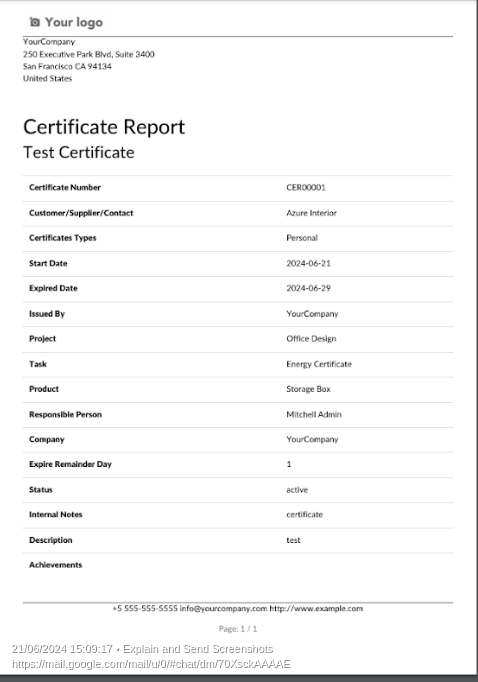 Your logo
YourCompany
250 Executive Park Blvd, Suite 3400
San Francisco CA 94134
United States
Certificate Report
Test Certificate
Certificate Number CER00001
Customer/Supplier/Contact Azure Interior
Certificates Types Personal
Start Date 2024-06-21
Expired Date 2024-06-29
Issued By YourCompany
Project Office Design
Task Energy Certificate
Product Storage Box
Responsible Person Mitchell Admin
Company YourCompany
Expire Remainder Day 1
Status active
Internal Notes certificate
Description test
Achievements
+5 555-555-5555 info@yourcompany.com http://www.example.com
Page: 1 / 1
21/06/2024 15:09:17 • Explain and Send Screenshots
https://mail.google.com/mail/u/0/#chat/dm/70XsckAAAAE